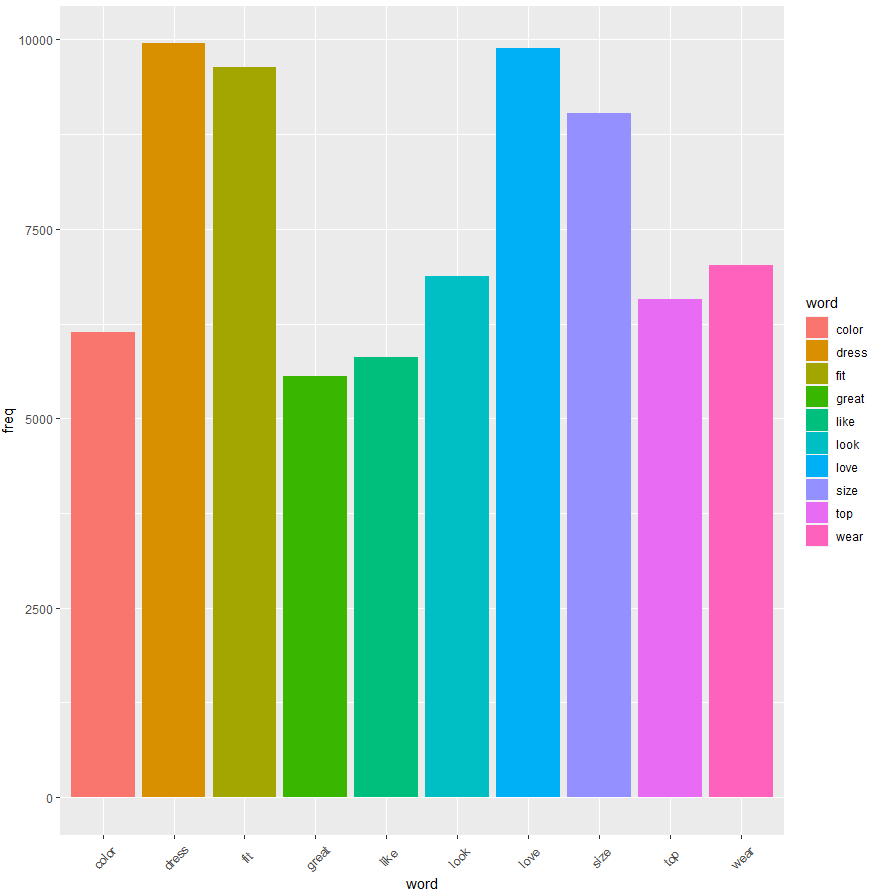 10000
7500
5000
2500
0
freq
color dress fit great like look love size top wear
word
word
color
dress
fit
great
like
look
love
size
top
wear